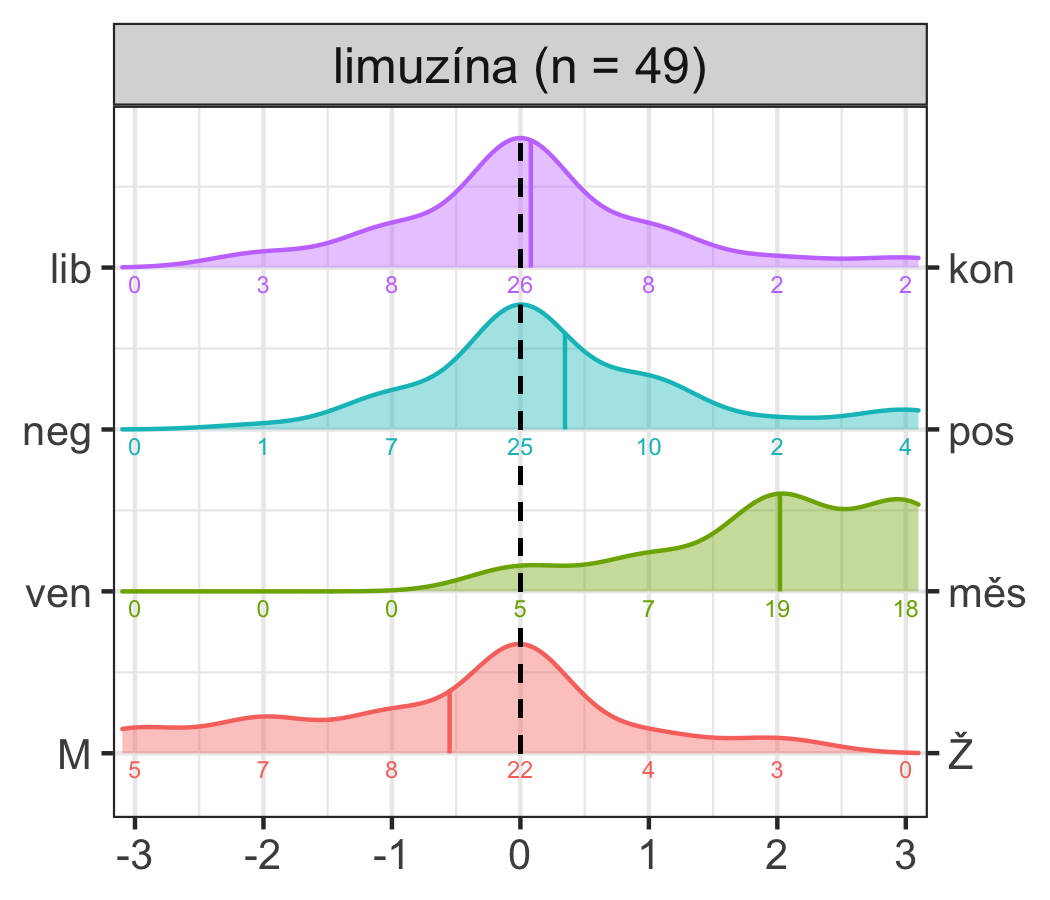 limuzína (n = 49)
lib kon
0 3 8 26 8 2 2
neg pos
0 1 7 25 10 2 4
ven měs
0 0 0 5 7 19 18
M Ž
5 7 8 22 4 3 0
-3 -2 -1 0 1 2 3